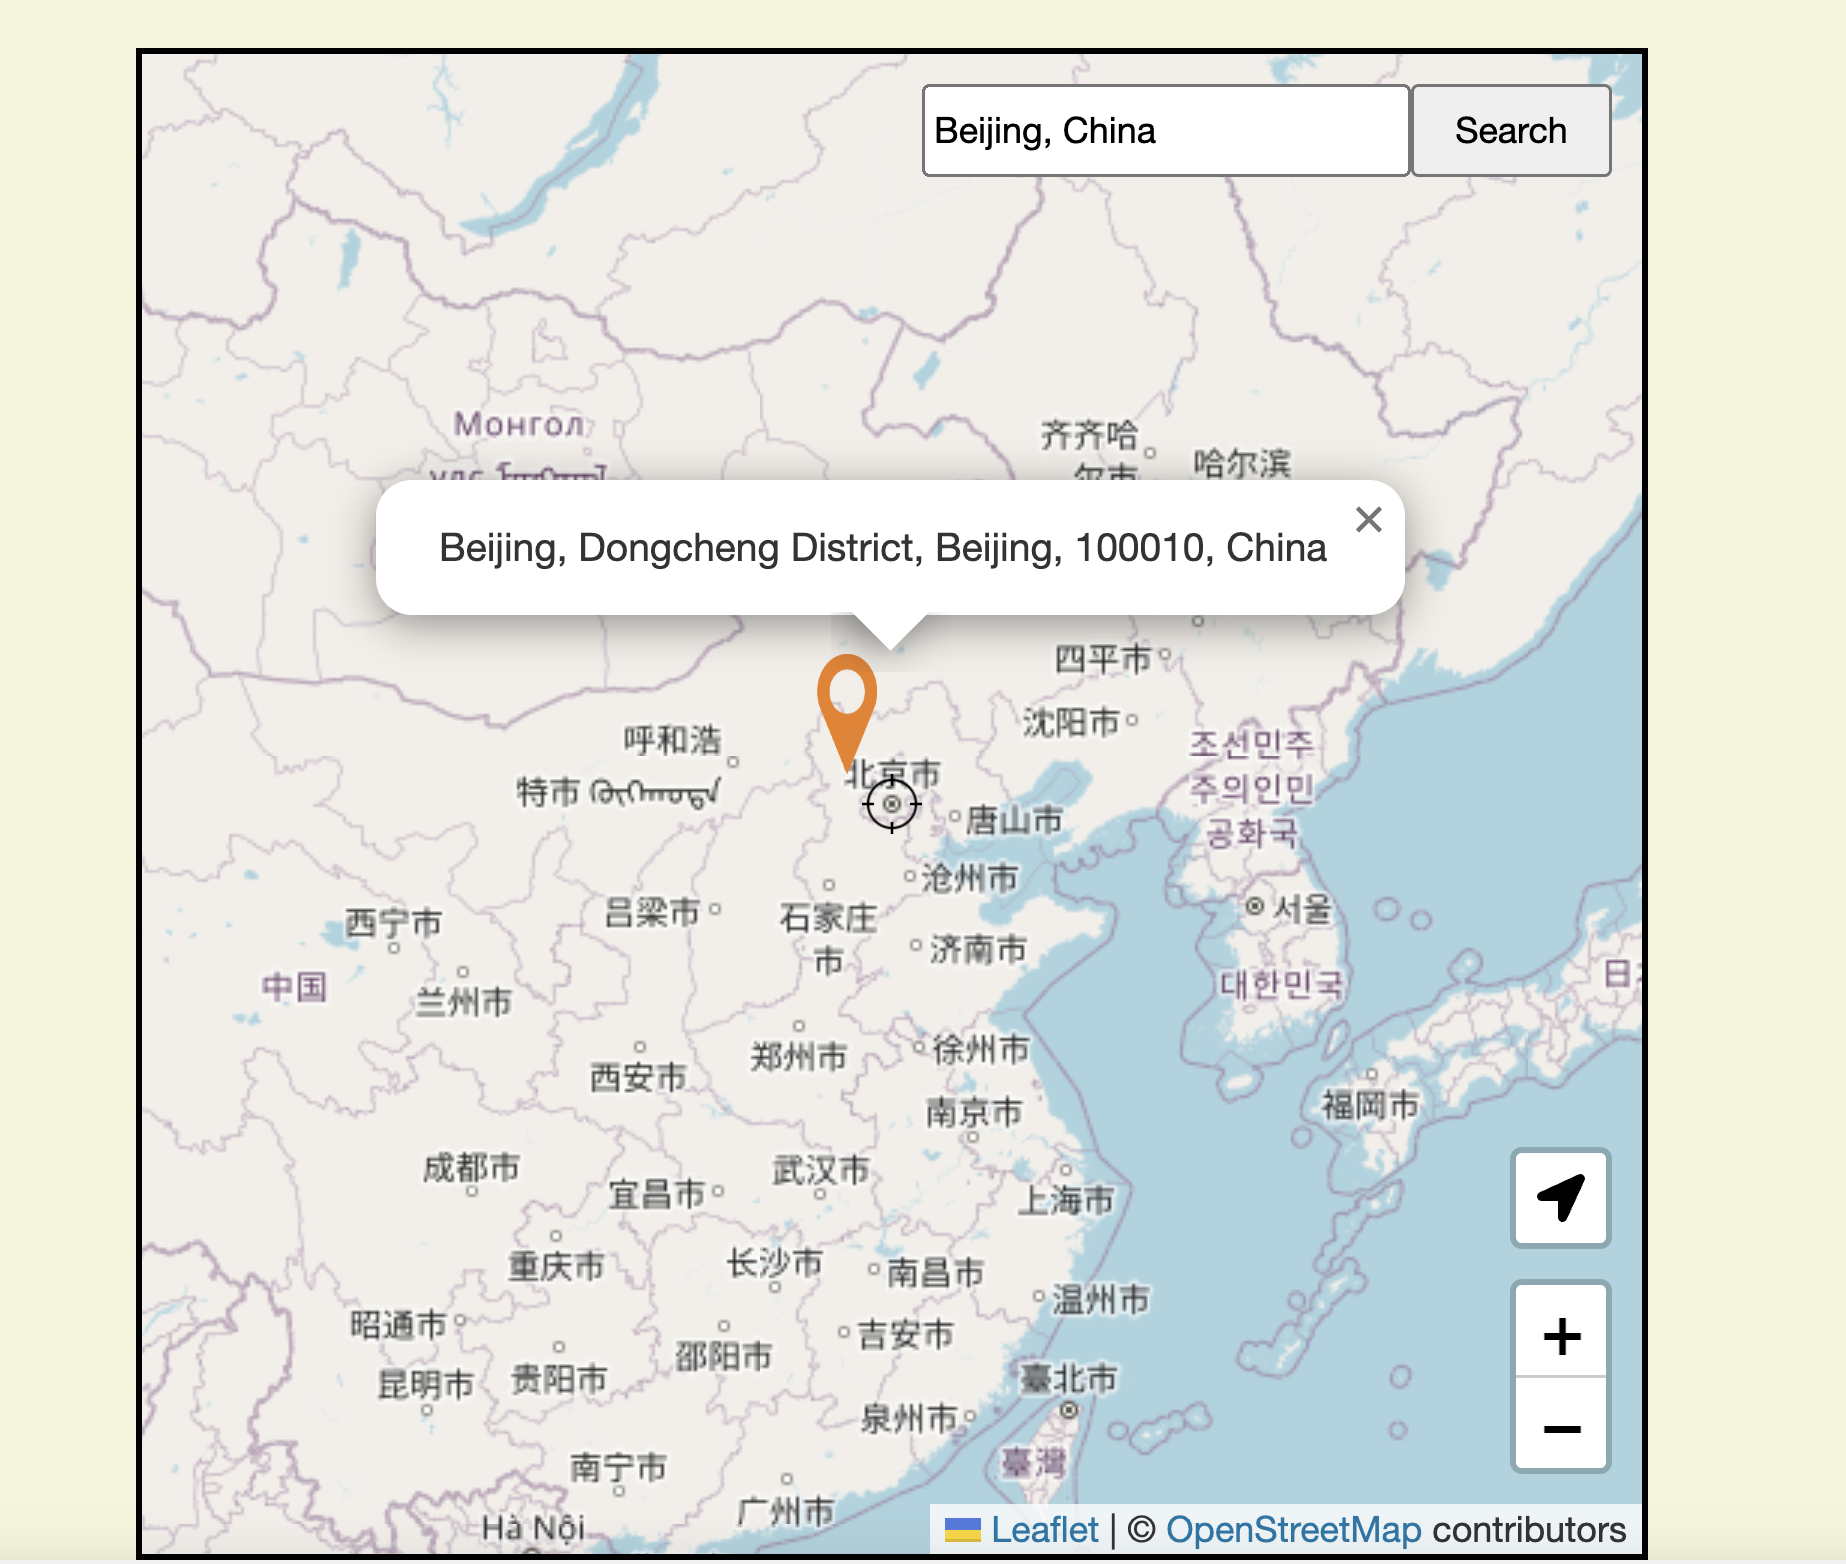 Beijing, China
Search
Монгол
齐齐哈
尔市
哈尔滨
Beijing, Dongcheng District, Beijing, 100010, China
×
四平市
沈阳市
呼和浩
特市
조선민주
주의인민
공화국
北京市
唐山市
沧州市
吕梁市
石家庄
市
서울
西宁市
济南市
中国
兰州市
대한민국
日
郑州市
徐州市
西安市
南京市
福岡市
成都市
武汉市
宜昌市
上海市
重庆市
长沙市
南昌市
温州市
昭通市
吉安市
邵阳市
昆明市
贵阳市
臺北市
泉州市
+
−
南宁市
臺灣
广州市
Hà Nội
Leaflet | © OpenStreetMap contributors